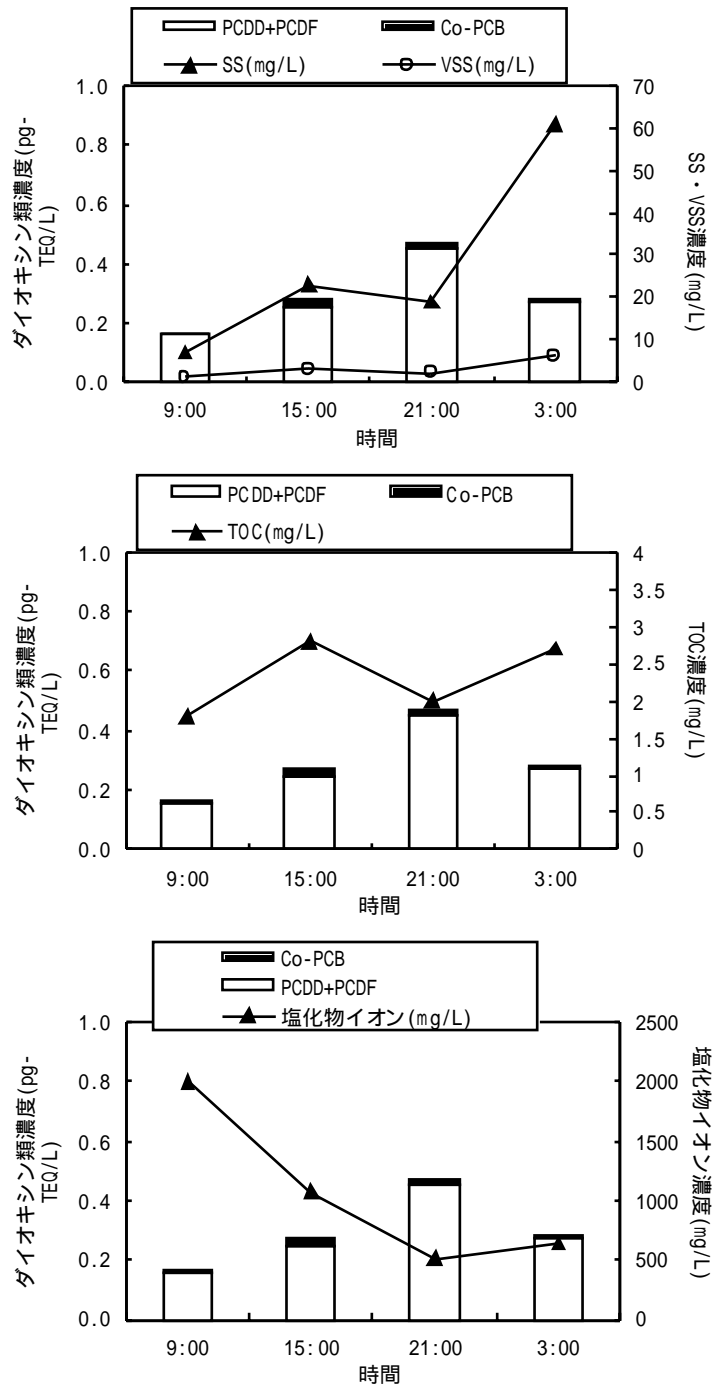 PCDD+PCDF Co-PCB
SS(mg/L) VSS(mg/L)
ダイオキシン類濃度(pg-
TEQ/L)
1.0
0.8
0.6
0.4
0.2
0.0
70
60
50
40
30
20
10
0
SS・VSS濃度(mg/L)
9:00 15:00 21:00 3:00
時間
PCDD+PCDF Co-PCB
TOC(mg/L)
ダイオキシン類濃度(pg-
TEQ/L)
1.0
0.8
0.6
0.4
0.2
0.0
4
3.5
3
2.5
2
1.5
1
0.5
0
TOC濃度(mg/L)
9:00 15:00 21:00 3:00
時間
Co-PCB
PCDD+PCDF
塩化物イオン(mg/L)
ダイオキシン類濃度(pg-
TEQ/L)
1.0
0.8
0.6
0.4
0.2
0.0
2500
2000
1500
1000
500
0
塩化物イオン濃度(mg/L)
9:00 15:00 21:00 3:00
時間